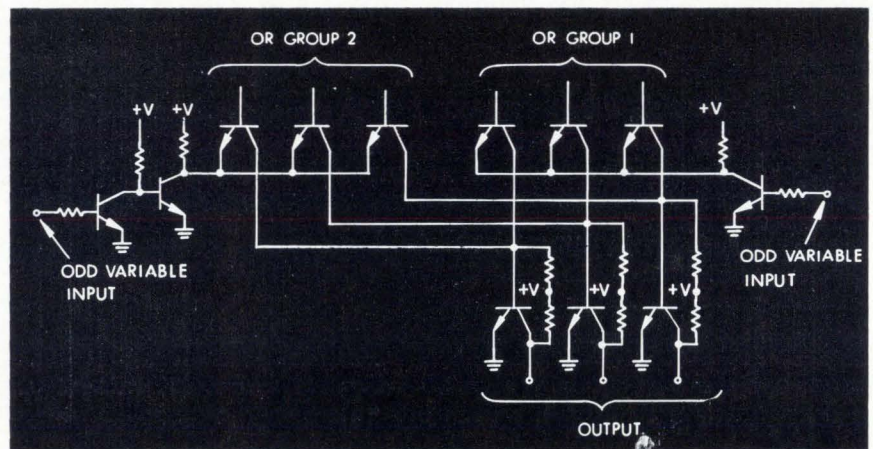 OR GROUP 2
OR GROUP 1
+V
+V
+V
ODD VARIABLE
INPUT
ODD VARIABLE
INPUT
+V
+V
+V
OUTPUT